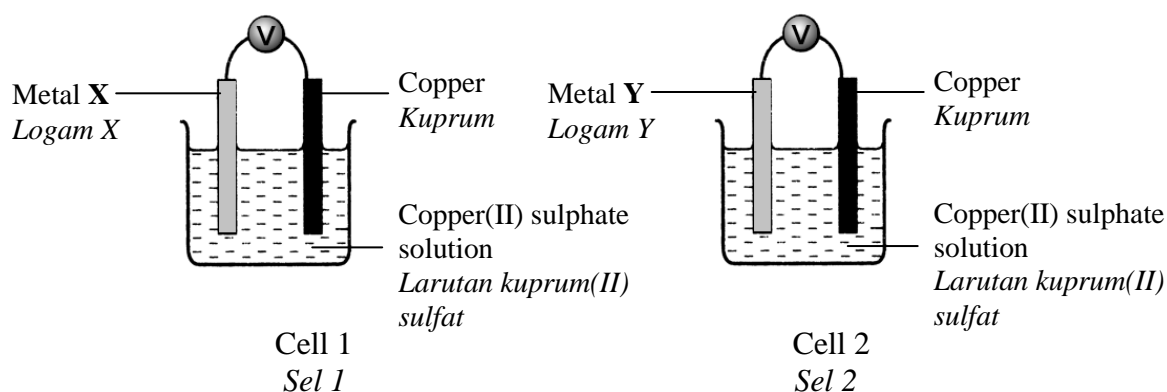 V
Metal X
Logam X
Copper
Kuprum
Copper(II) sulphate
solution
Larutan kuprum(II)
sulfat
Cell 1
Sel 1
V
Metal Y
Logam Y
Copper
Kuprum
Copper(II) sulphate
solution
Larutan kuprum(II)
sulfat
Cell 2
Sel 2